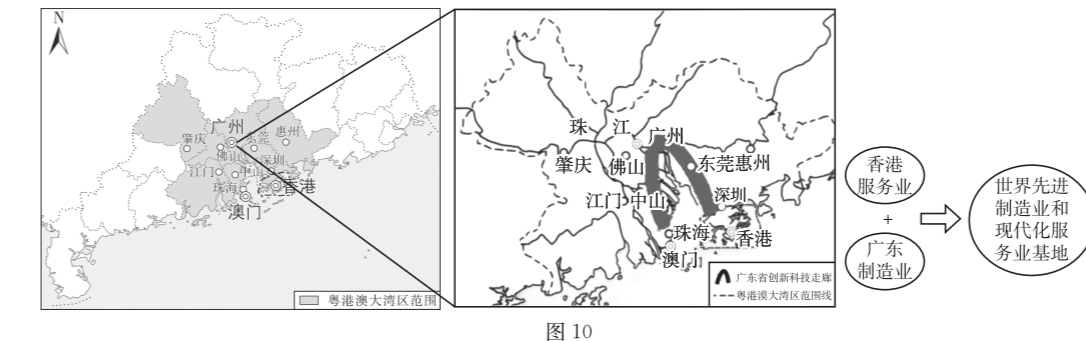 N
广州
肇庆
东莞
惠州
佛山
江门
中山
深圳
珠海
香港
澳门
粤港澳大湾区范围
珠
江
广州
肇庆
佛山
东莞惠州
江门
中山
深圳
珠海
香港
澳门
广东省创新科技走廊
粤港澳大湾区范围线
香港
服务业
+
广东
制造业
世界先进
制造业和
现代化服
务业基地
图 10